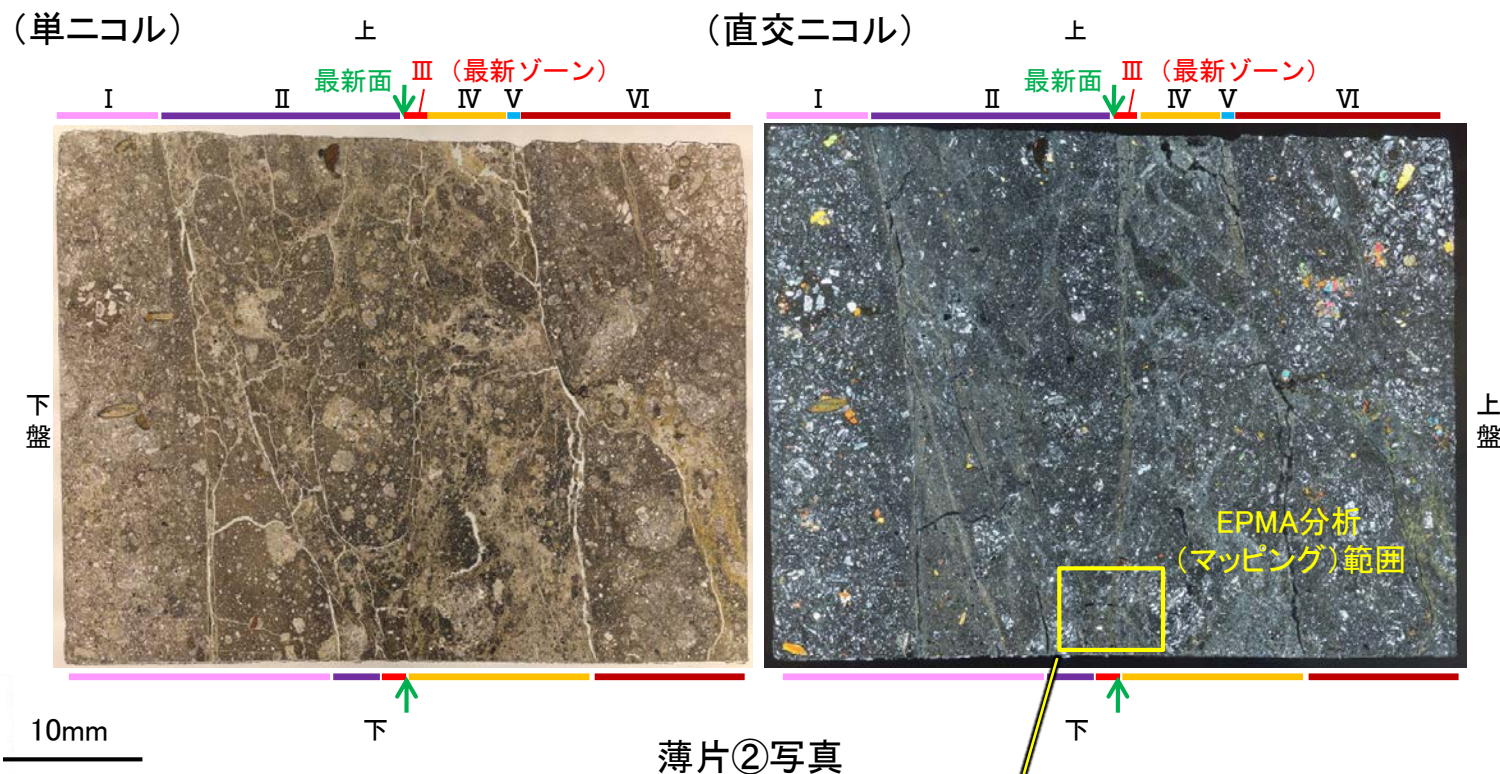 (単ニコル)
上
最新面
Ⅲ (最新ゾーン)
Ⅰ
Ⅱ
Ⅳ
Ⅴ
Ⅵ
下盤
下
10mm
(直交ニコル)
上
最新面
Ⅲ (最新ゾーン)
Ⅰ
Ⅱ
Ⅳ
Ⅴ
Ⅵ
上盤
EPMA分析
(マッピング)範囲
下
薄片②写真